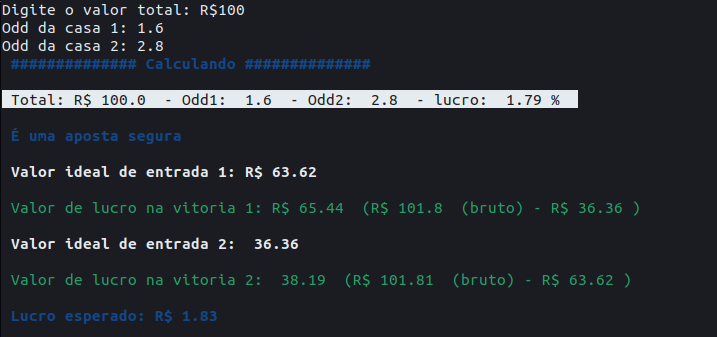 Digite o valor total: R$100
Odd da casa 1: 1.6
Odd da casa 2: 2.8
############## Calculando ##############
Total: R$ 100.0  - Odd1:  1.6  - Odd2:  2.8  - lucro:  1.79 %
É uma aposta segura
Valor ideal de entrada 1: R$ 63.62
Valor de lucro na vitoria 1: R$ 65.44  (R$ 101.8  (bruto) - R$ 36.36 )
Valor ideal de entrada 2:  36.36
Valor de lucro na vitoria 2:  38.19  (R$ 101.81  (bruto) - R$ 63.62 )
Lucro esperado: R$ 1.83